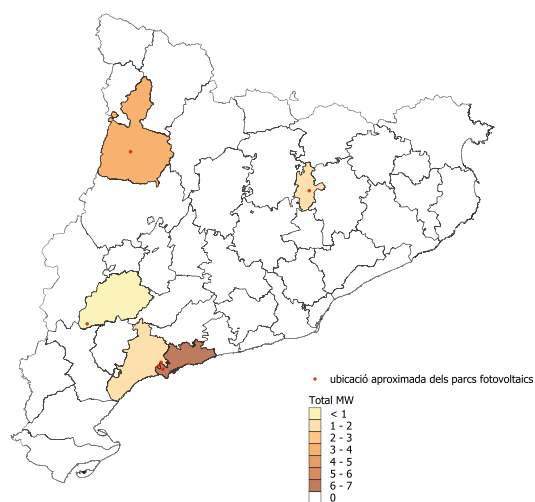 ubicació aproximada dels parcs fotovoltaics
Total MW
< 1
1 - 2
2 - 3
3 - 4
4 - 5
5 - 6
6 - 7
0